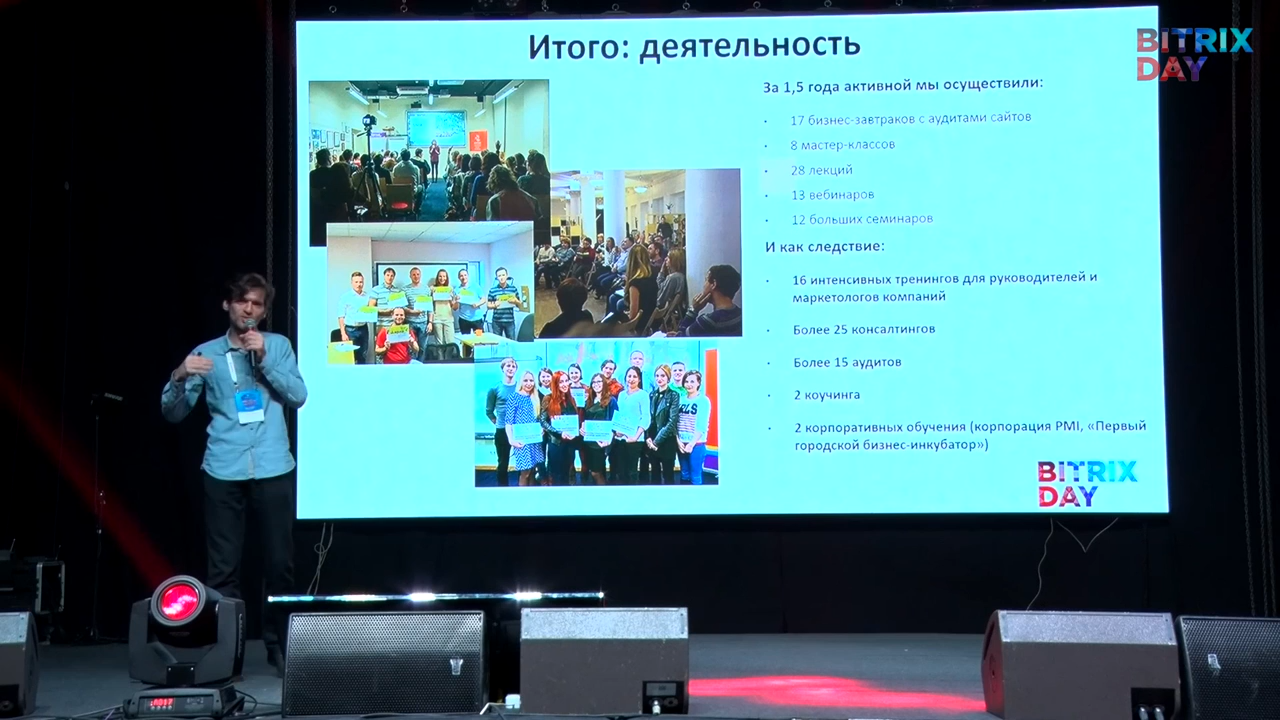 Итого: деятельность
BITRIX
DAY
За 1,5 года активной мы осуществили:
17 бизнес-завтраков с аудитами сайтов
8 мастер-классов
28 лекций
13 вебинаров
12 больших семинаров
И как следствие:
16 интенсивных тренингов для руководителей и
маркетологов компаний
Более 25 консалтингов
Более 15 аудитов
2 коучинга
2 корпоративных обучения (корпорация PMI, «Первый
городской бизнес-инкубатор»)
BITRIX
DAY